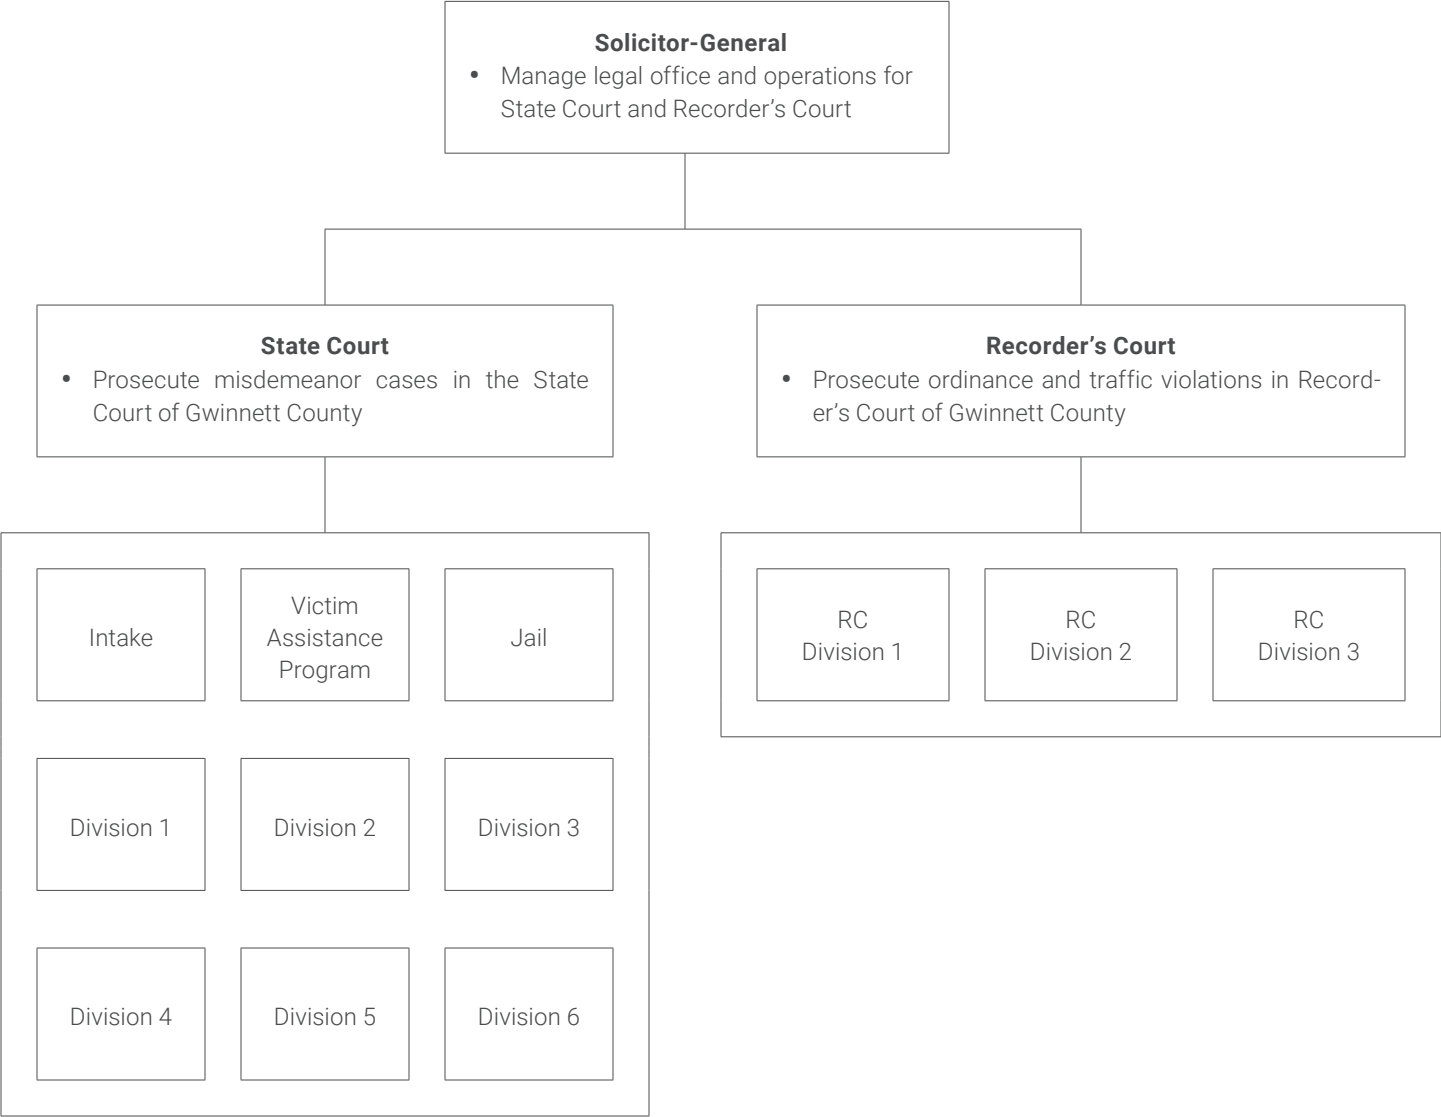 Solicitor-General
• Manage legal office and operations for
State Court and Recorder’s Court
State Court
• Prosecute misdemeanor cases in the State
Court of Gwinnett County
Recorder’s Court
• Prosecute ordinance and traffic violations in Record-
er’s Court of Gwinnett County
Intake
Victim
Assistance
Program
Jail
Division 1
Division 2
Division 3
Division 4
Division 5
Division 6
RC
Division 1
RC
Division 2
RC
Division 3